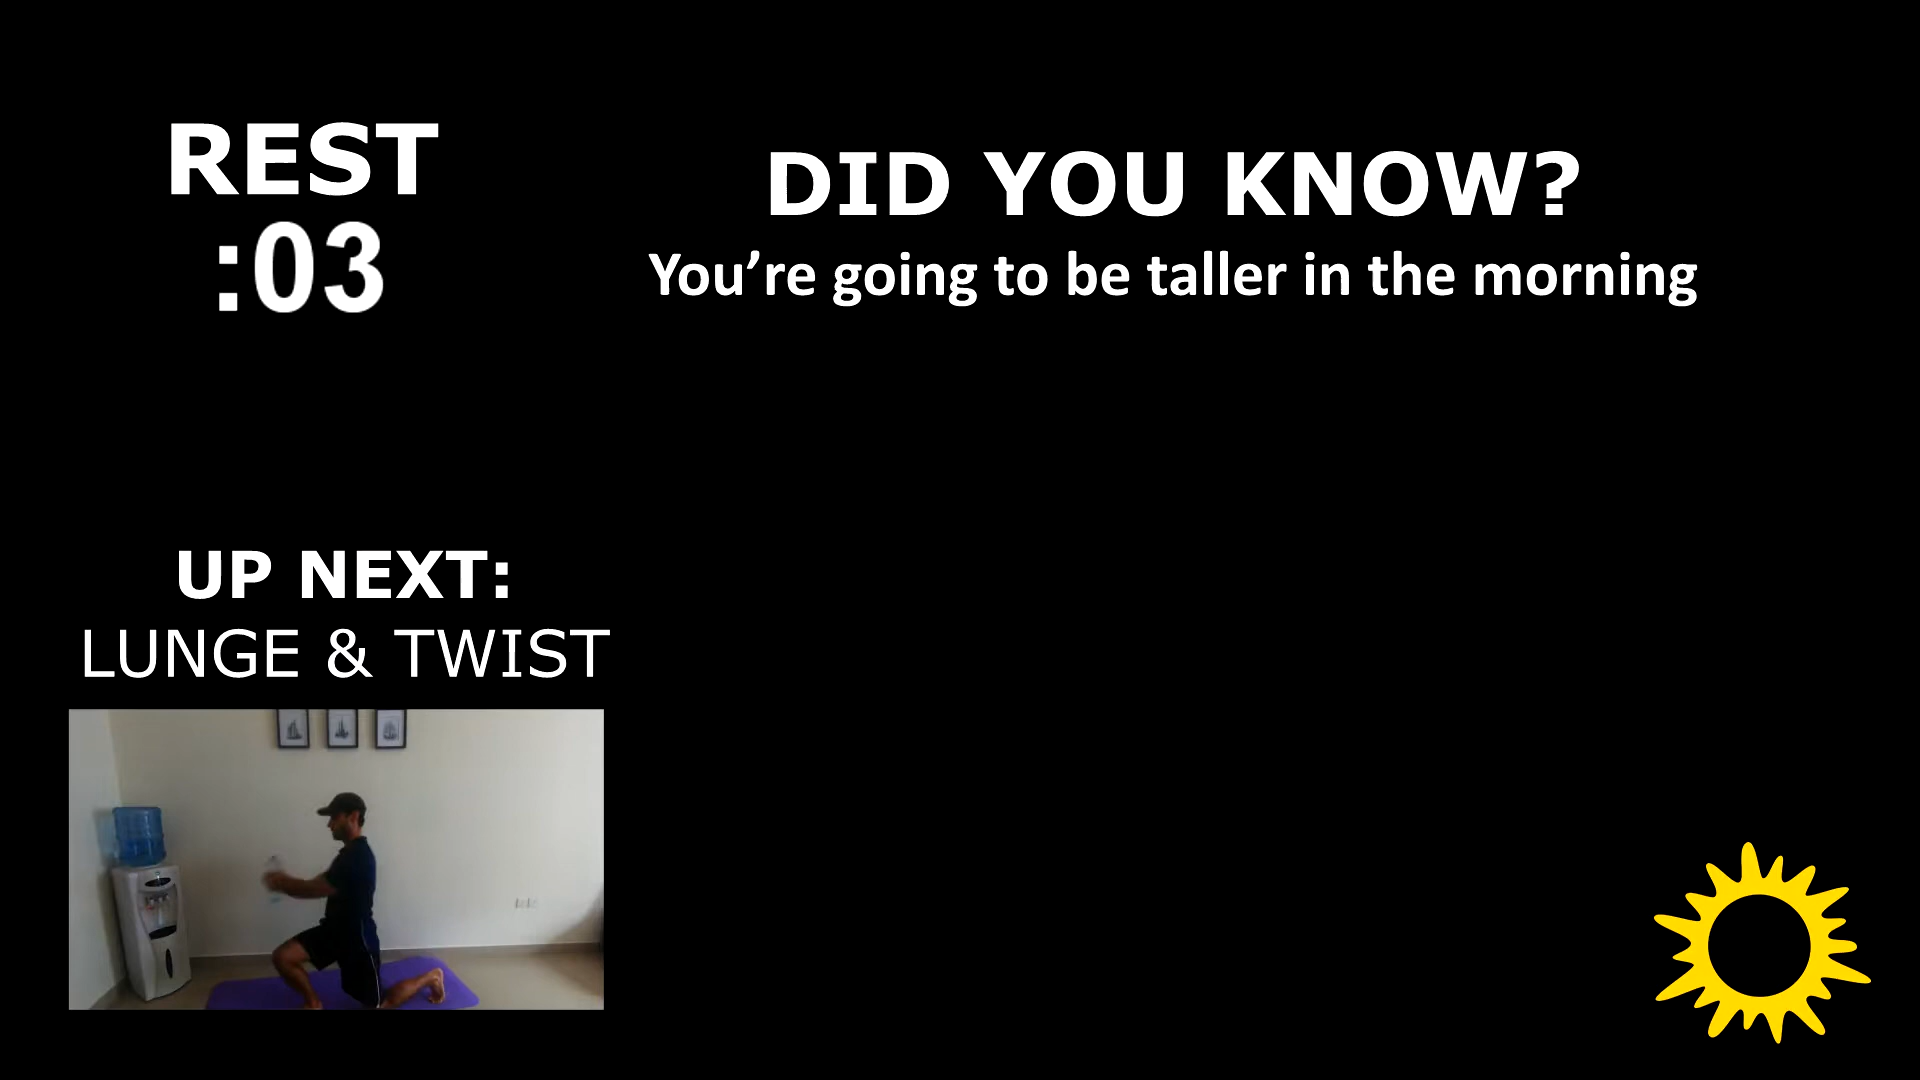 REST
:03
DID YOU KNOW?
You’re going to be taller in the morning
UP NEXT:
LUNGE & TWIST